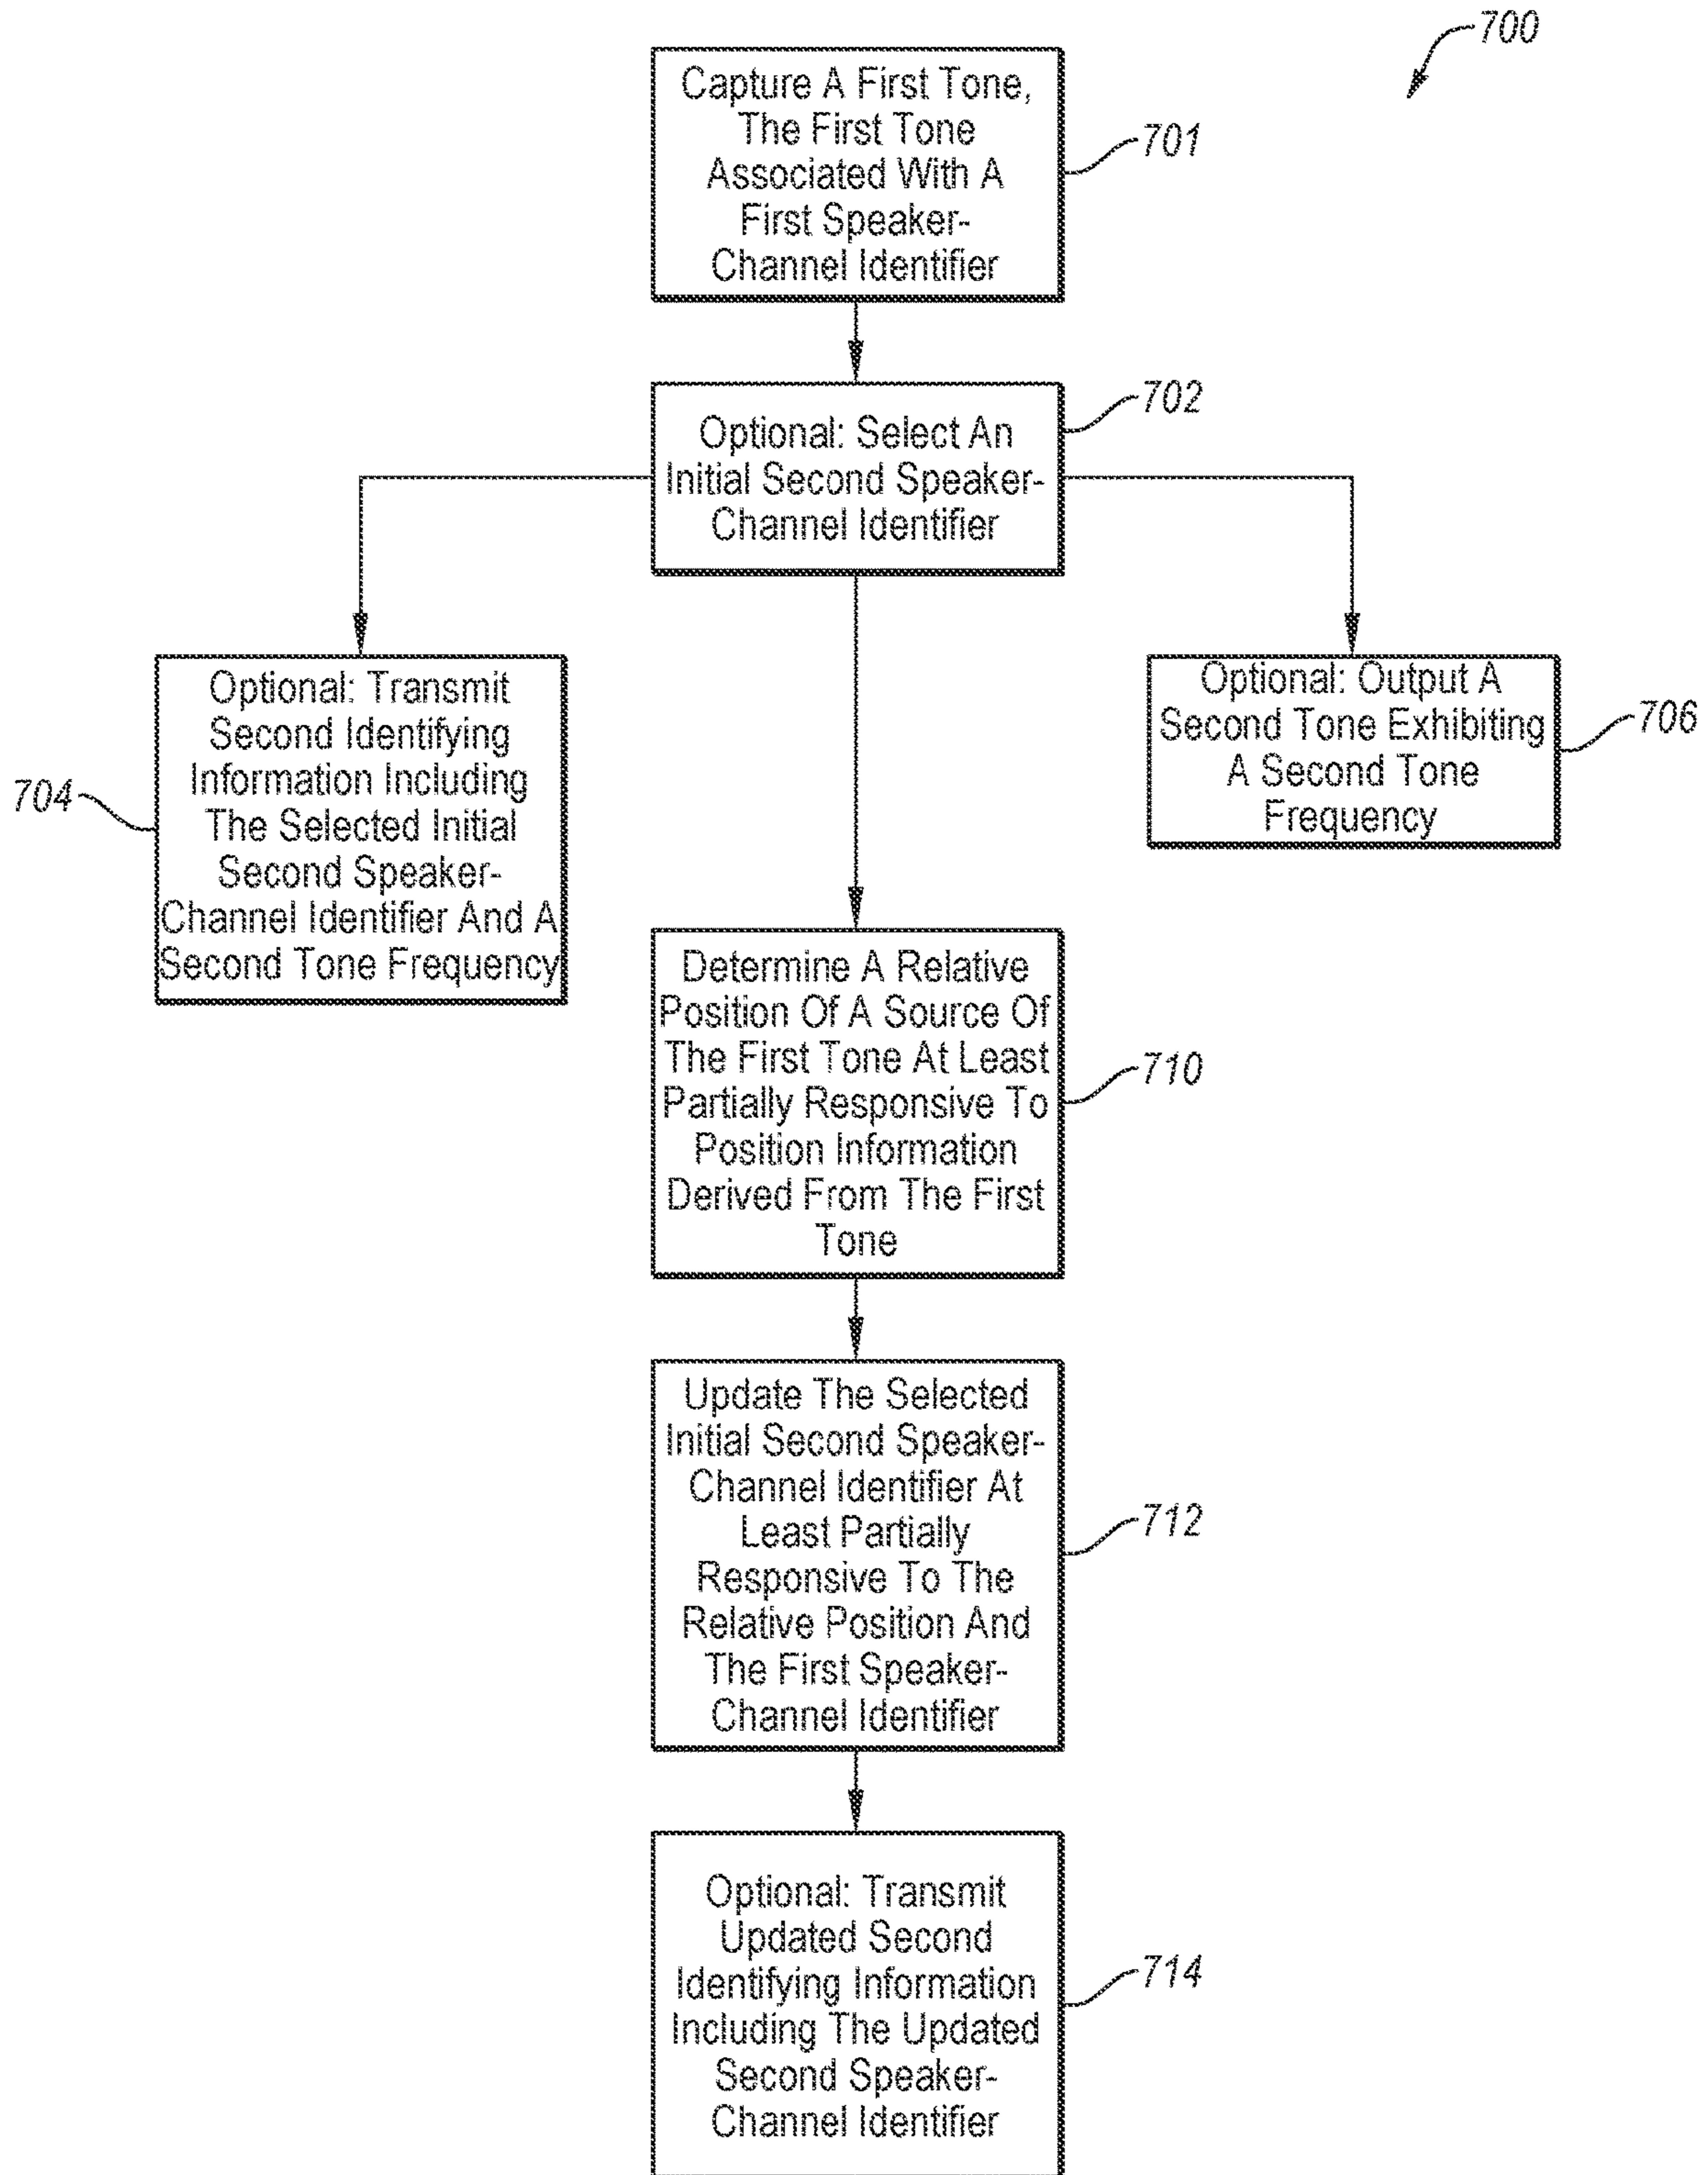 700
Capture A First Tone,
The First Tone
Associated With A
First Speaker-
Channel Identifier
701
Optional: Select An
Initial Second Speaker-
Channel Identifier
702
Optional: Transmit
Second Identifying
Information Including
The Selected Initial
Second Speaker-
Channel Identifier And A
Second Tone Frequency
704
Optional: Output A
Second Tone Exhibiting
A Second Tone
Frequency
706
Determine A Relative
Position Of A Source Of
The First Tone At Least
Partially Responsive To
Position Information
Derived From The First
Tone
710
Update The Selected
Initial Second Speaker-
Channel Identifier At
Least Partially
Responsive To The
Relative Position And
The First Speaker-
Channel Identifier
712
Optional: Transmit
Updated Second
Identifying Information
Including The Updated
Second Speaker-
Channel Identifier
714